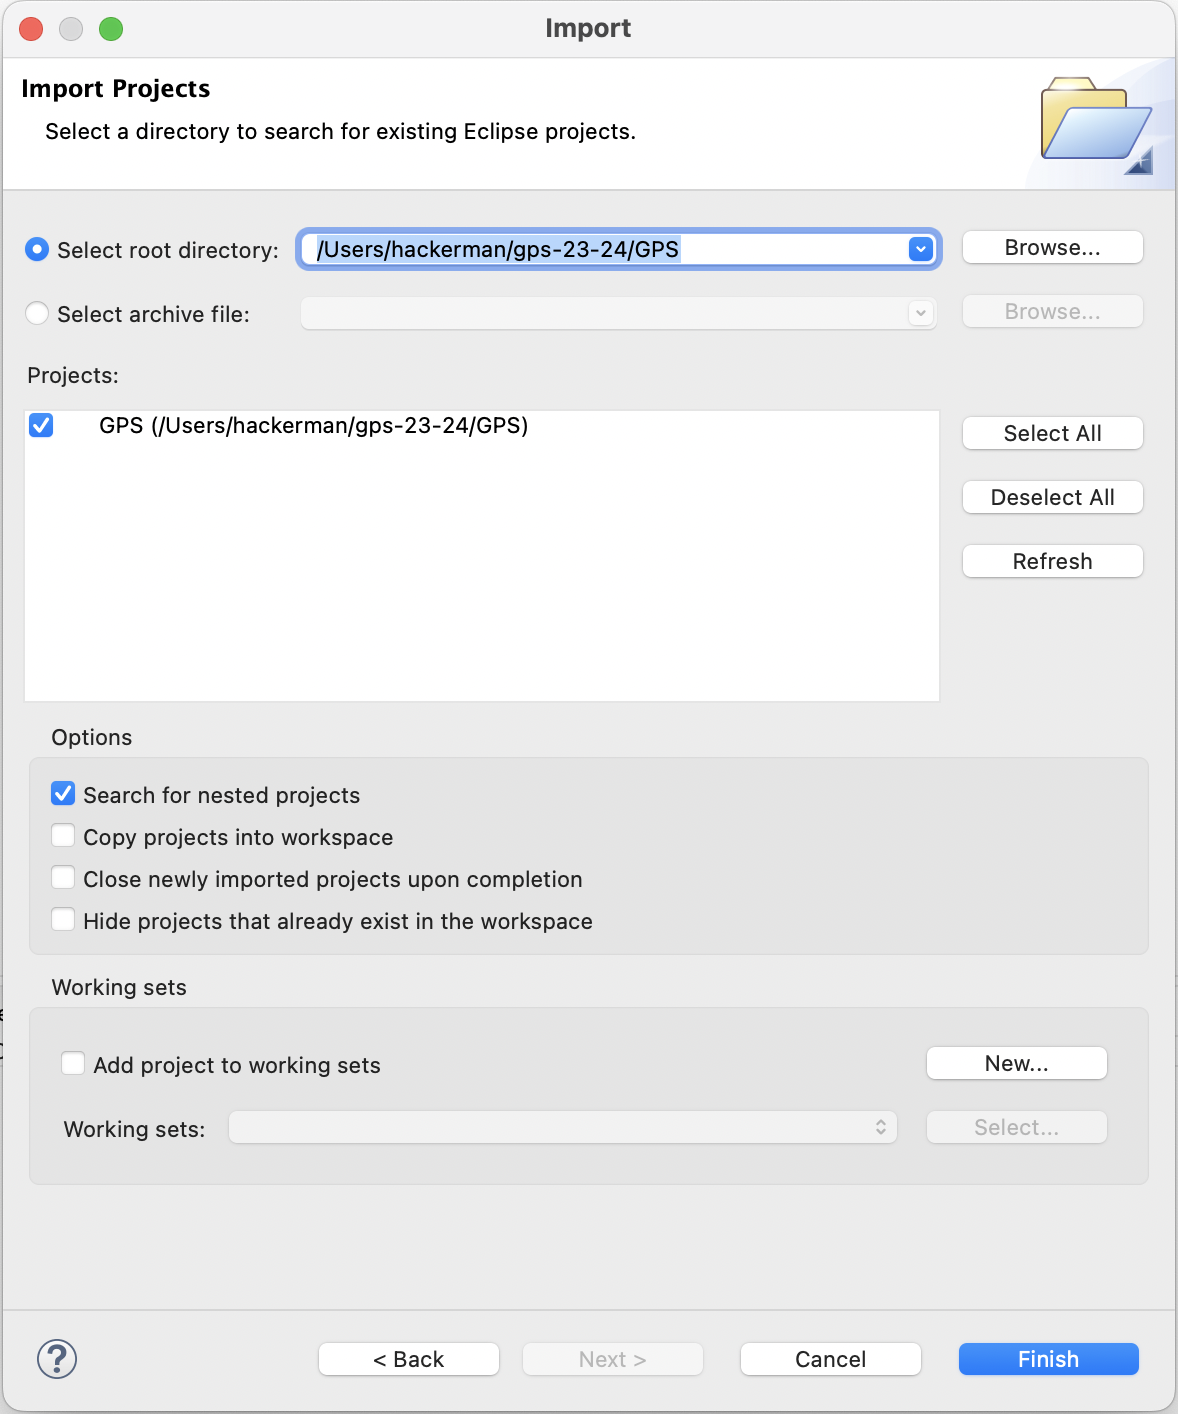 Import
Import Projects
Select a directory to search for existing Eclipse projects.
Select root directory: /Users/hackerman/gps-23-24/GPS Browse...
Select archive file: Browse...
Projects:
GPS (/Users/hackerman/gps-23-24/GPS)
Select All
Deselect All
Refresh
Options
Search for nested projects
Copy projects into workspace
Close newly imported projects upon completion
Hide projects that already exist in the workspace
Working sets
Add project to working sets New...
Working sets: Select...
? < Back Next > Cancel Finish